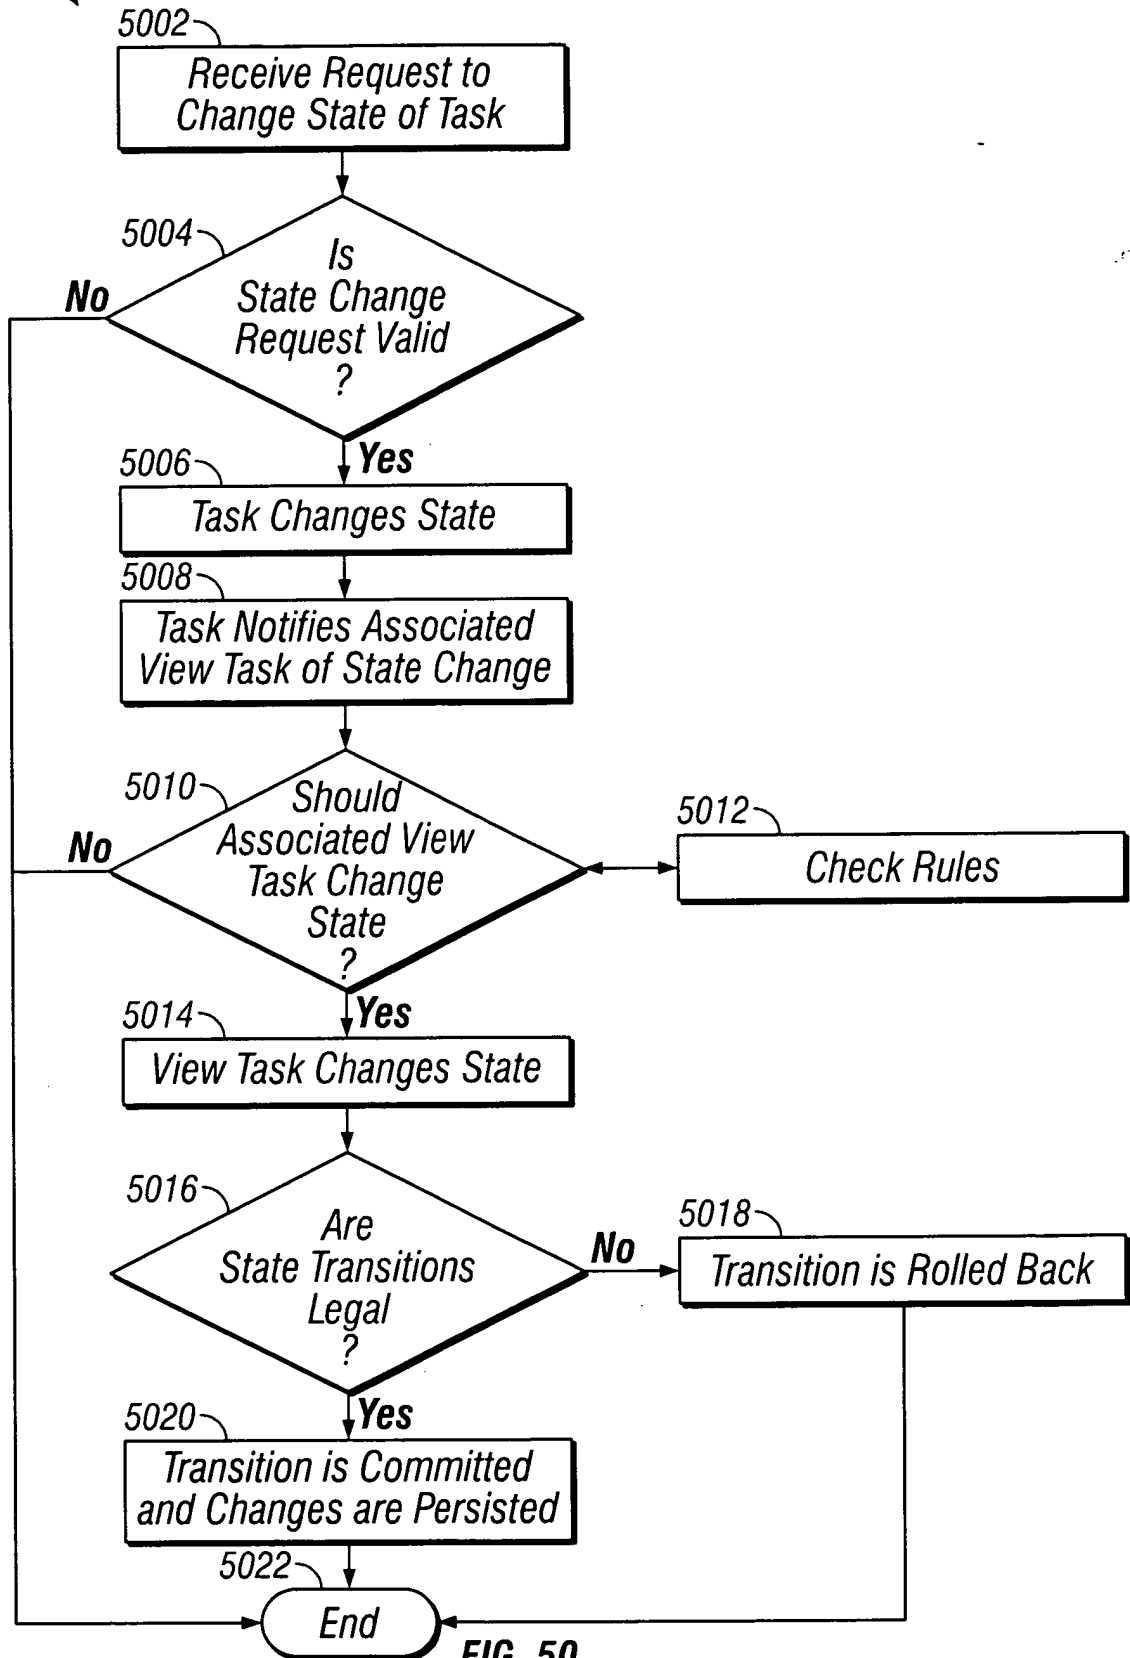 5002
Receive Request to
Change State of Task
5004
Is
State Change
Request Valid
?
No
Yes
5006
Task Changes State
5008
Task Notifies Associated
View Task of State Change
5010
Should
Associated View
Task Change
State
?
No
5012
Check Rules
Yes
5014
View Task Changes State
5016
Are
State Transitions
Legal
?
No
5018
Transition is Rolled Back
Yes
5020
Transition is Committed
and Changes are Persisted
5022
End
FIG. 50